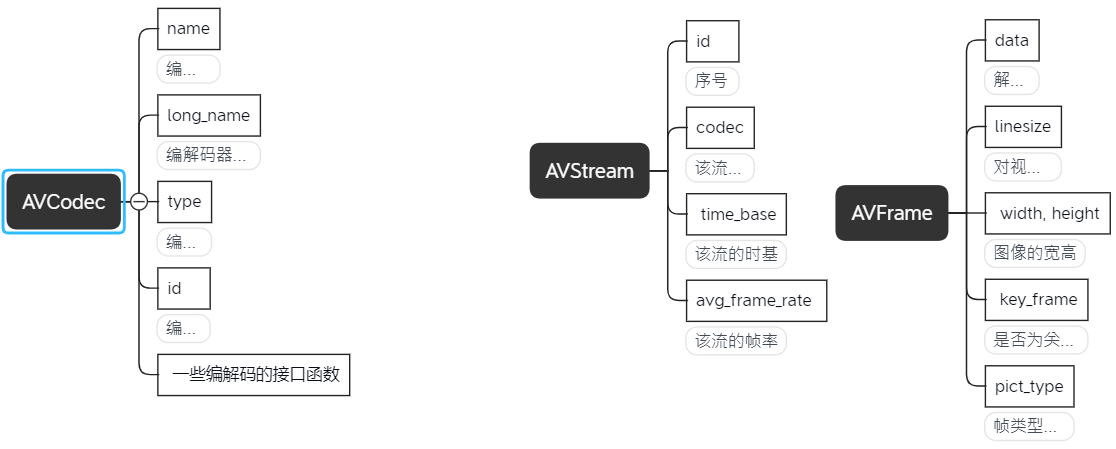 AVCodec
name
编...
long_name
编解码器...
type
编...
id
编...
一些编解码的接口函数
AVStream
id
序号
codec
该流...
time_base
该流的时基
avg_frame_rate
该流的帧率
AVFrame
data
解...
linesize
对视...
width, height
图像的宽高
key_frame
是否为关...
pict_type
帧类型...